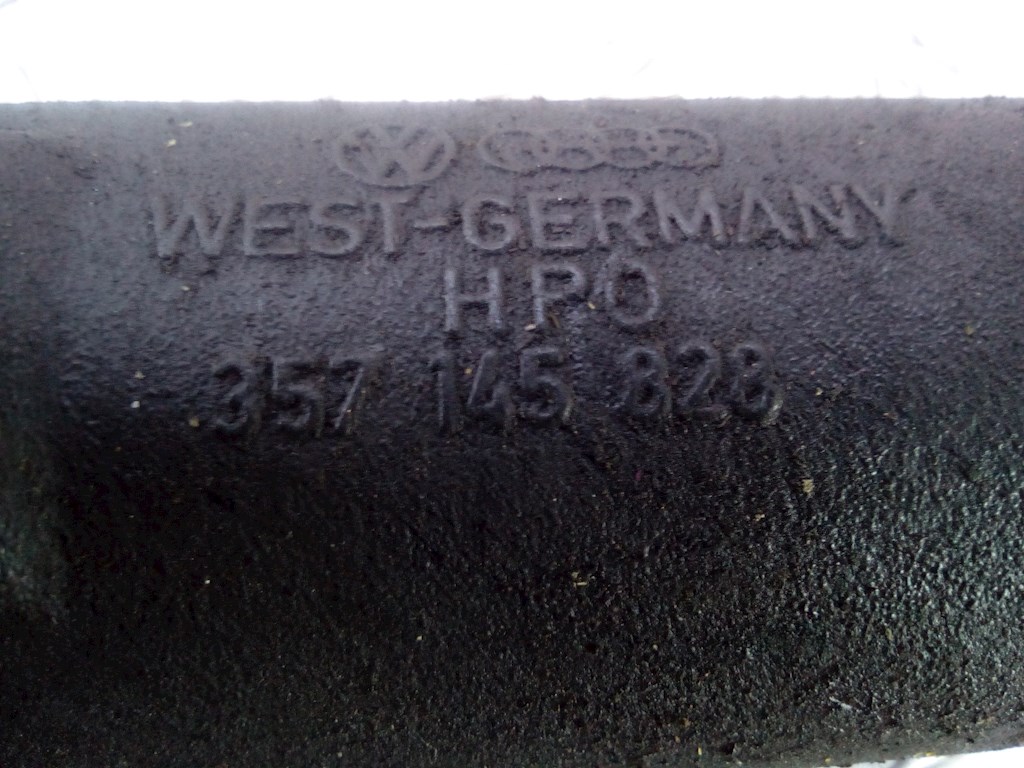 WEST-GERMANY
HPO
357 145 828